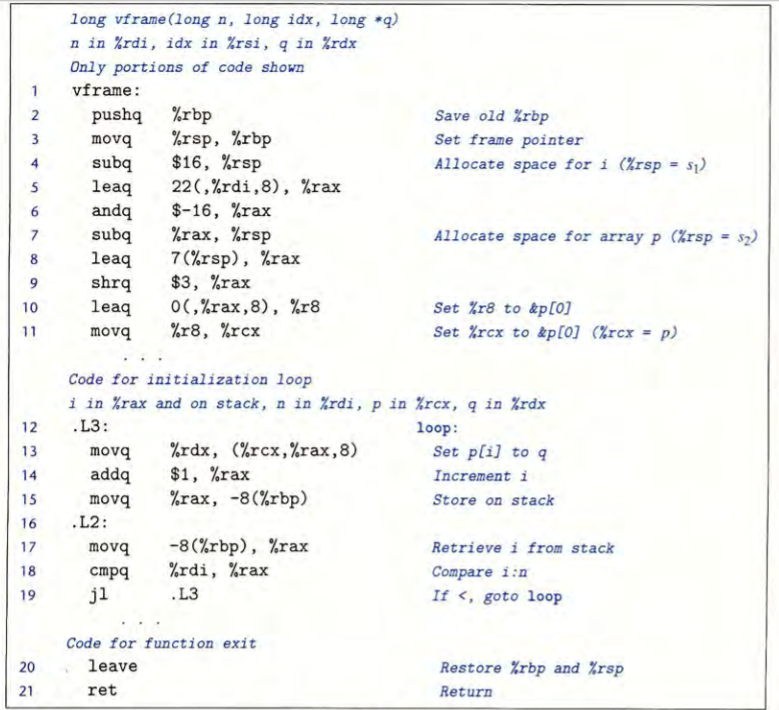 long vframe(long n, long idx, long *q)
n in %rdi, idx in %rsi, q in %rdx
Only portions of code shown
1 vframe:
2 pushq %rbp Save old %rbp
3 movq %rsp, %rbp Set frame pointer
4 subq $16, %rsp Allocate space for i (%rsp = s₁)
5 leaq 22(,%rdi,8), %rax
6 andq $-16, %rax
7 subq %rax, %rsp Allocate space for array p (%rsp = s₂)
8 leaq 7(%rsp), %rax
9 shrq $3, %rax
10 leaq 0(,%rax,8), %r8 Set %r8 to &p[0]
11 movq %r8, %rcx Set %rcx to &p[0] (%rcx = p)
. . .
Code for initialization loop
i in %rax and on stack, n in %rdi, p in %rcx, q in %rdx
12 .L3: loop:
13 movq %rdx, (%rcx,%rax,8) Set p[i] to q
14 addq $1, %rax Increment i
15 movq %rax, -8(%rbp) Store on stack
16 .L2:
17 movq -8(%rbp), %rax Retrieve i from stack
18 cmpq %rdi, %rax Compare i:n
19 jl .L3 If <, goto loop
. . .
Code for function exit
20 leave Restore %rbp and %rsp
21 ret Return